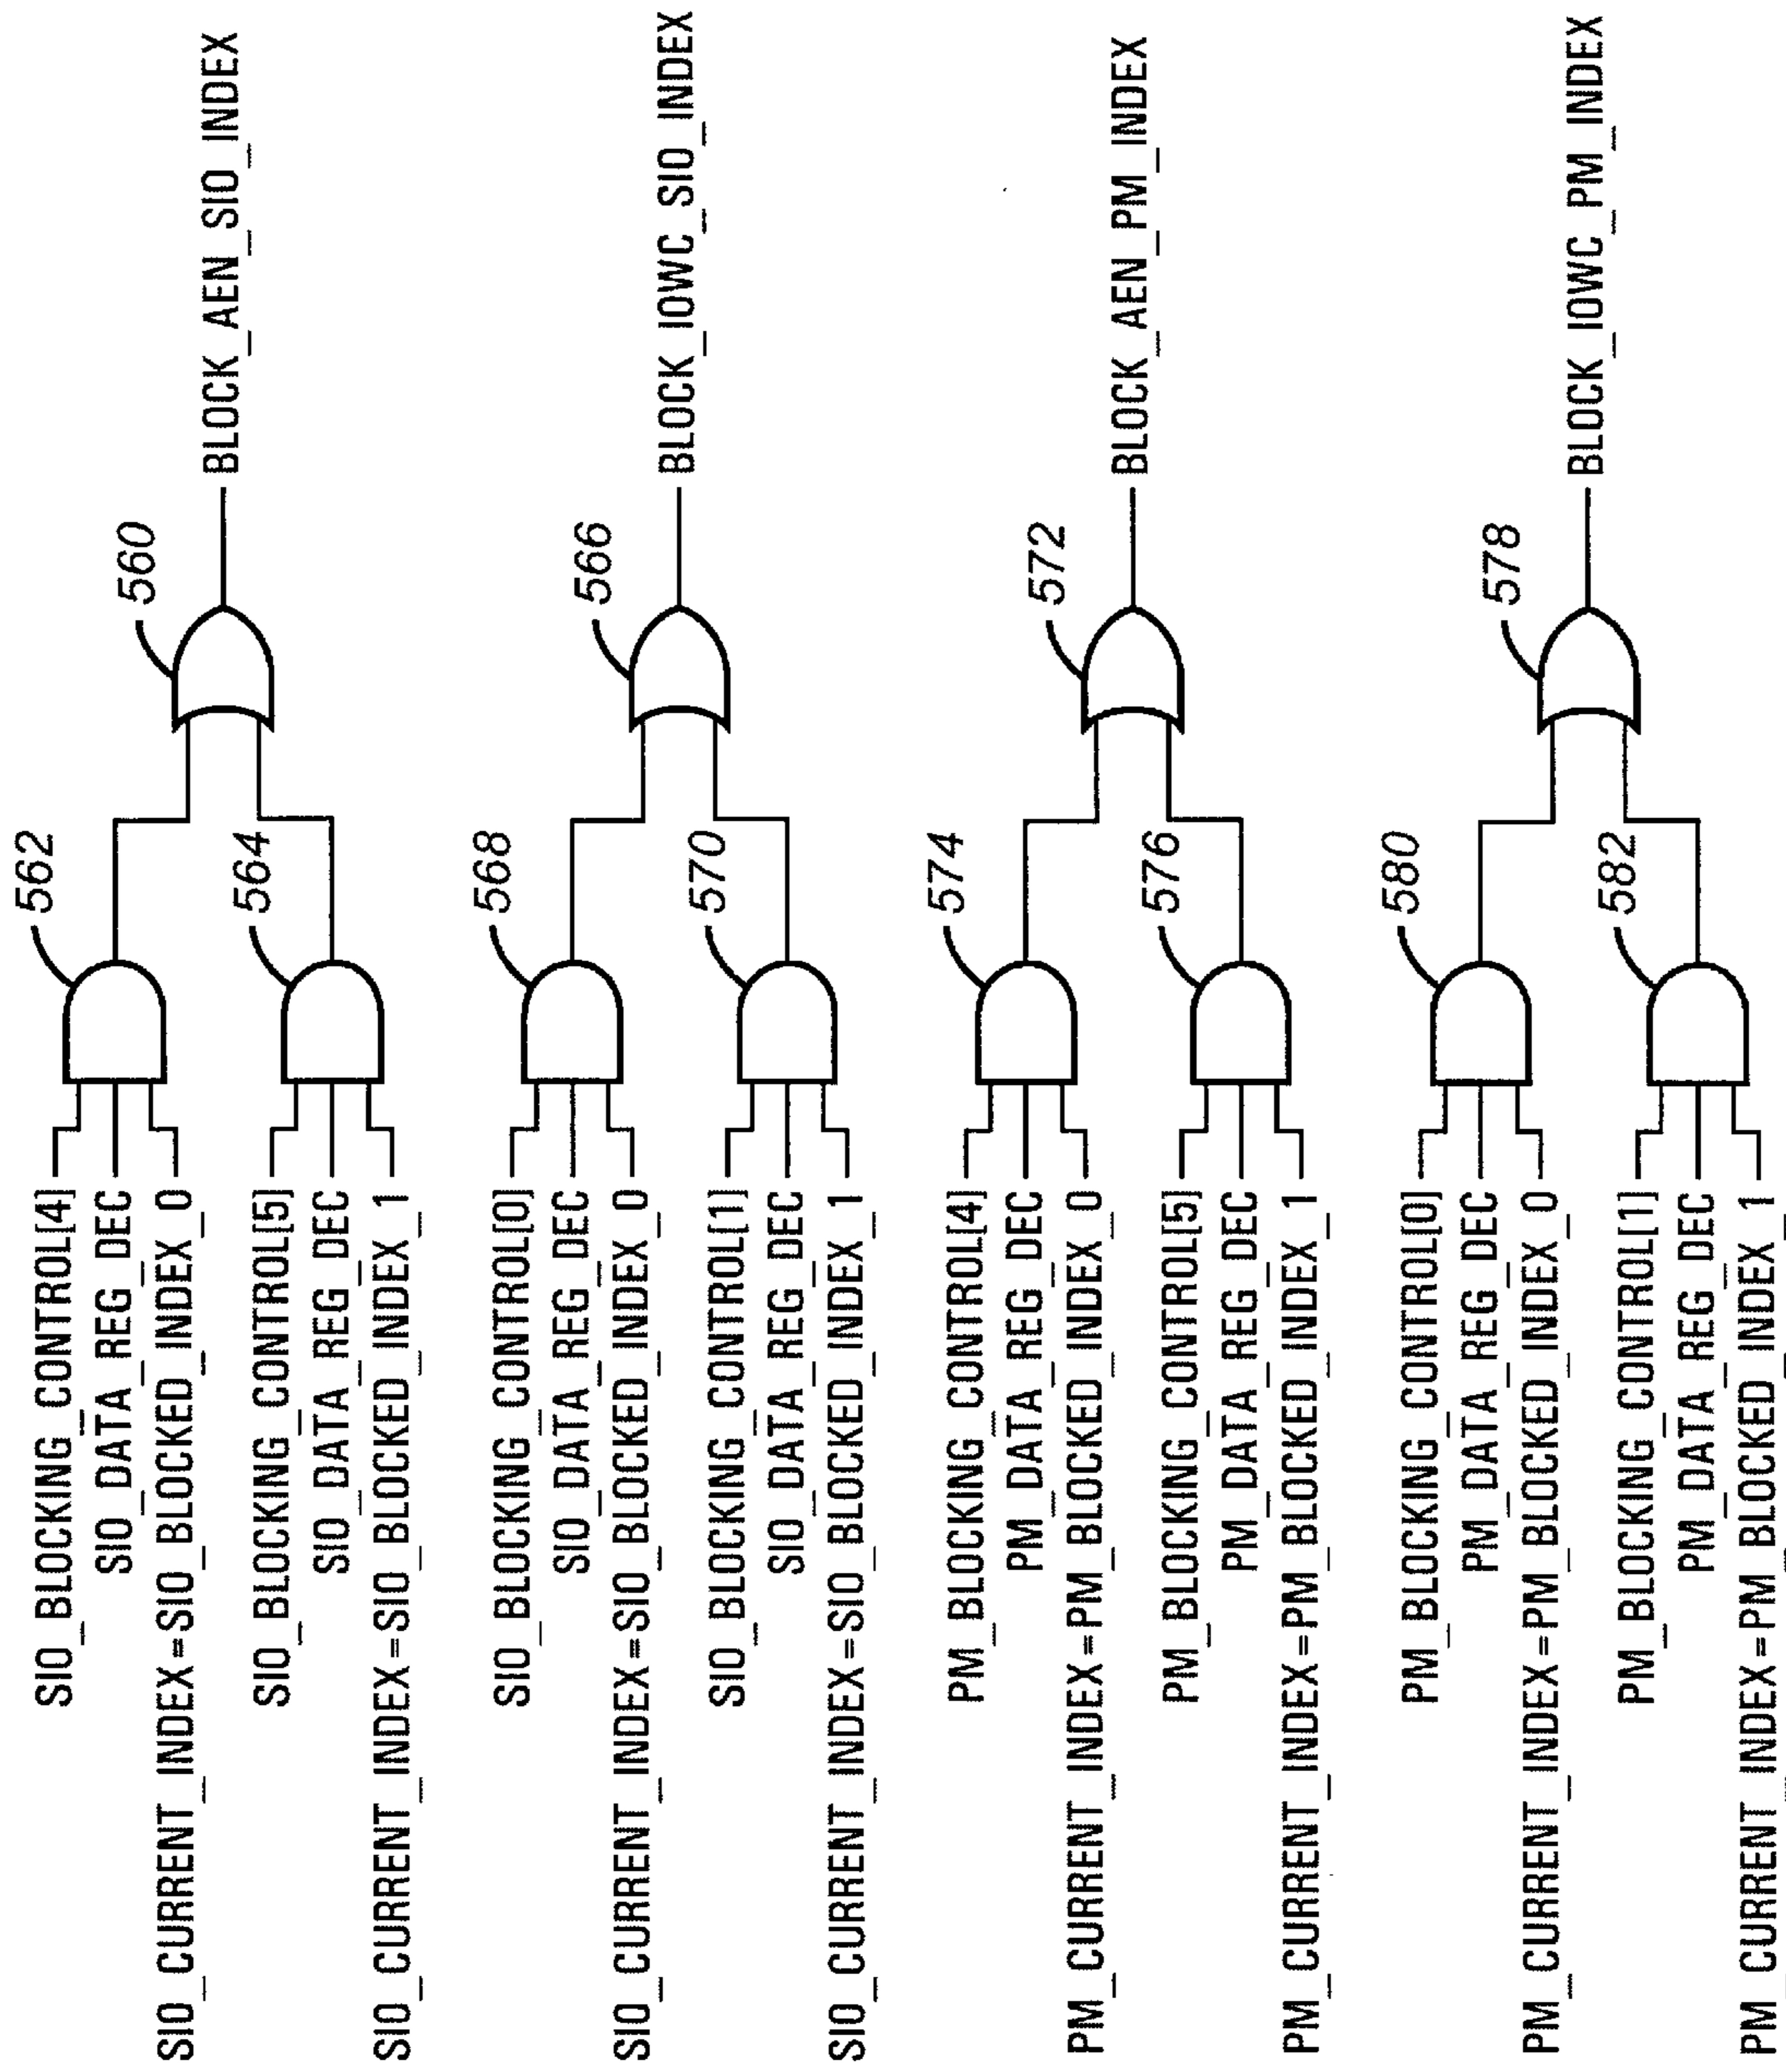 SIO_BLOCKING_CONTROL[4]
SIO_DATA_REG_DEC
SIO_CURRENT_INDEX=SIO_BLOCKED_INDEX_0
562
SIO_BLOCKING_CONTROL[5]
SIO_DATA_REG_DEC
SIO_CURRENT_INDEX=SIO_BLOCKED_INDEX_1
564
560
BLOCK_AEN_SIO_INDEX
SIO_BLOCKING_CONTROL[0]
SIO_DATA_REG_DEC
SIO_CURRENT_INDEX=SIO_BLOCKED_INDEX_0
568
SIO_BLOCKING_CONTROL[1]
SIO_DATA_REG_DEC
SIO_CURRENT_INDEX=SIO_BLOCKED_INDEX_1
570
566
BLOCK_IOWC_SIO_INDEX
PM_BLOCKING_CONTROL[4]
PM_DATA_REG_DEC
PM_CURRENT_INDEX=PM_BLOCKED_INDEX_0
574
PM_BLOCKING_CONTROL[5]
PM_DATA_REG_DEC
PM_CURRENT_INDEX=PM_BLOCKED_INDEX_1
576
572
BLOCK_AEN_PM_INDEX
PM_BLOCKING_CONTROL[0]
PM_DATA_REG_DEC
PM_CURRENT_INDEX=PM_BLOCKED_INDEX_0
580
PM_BLOCKING_CONTROL[1]
PM_DATA_REG_DEC
PM_CURRENT_INDEX=PM_BLOCKED_INDEX_1
582
578
BLOCK_IOWC_PM_INDEX